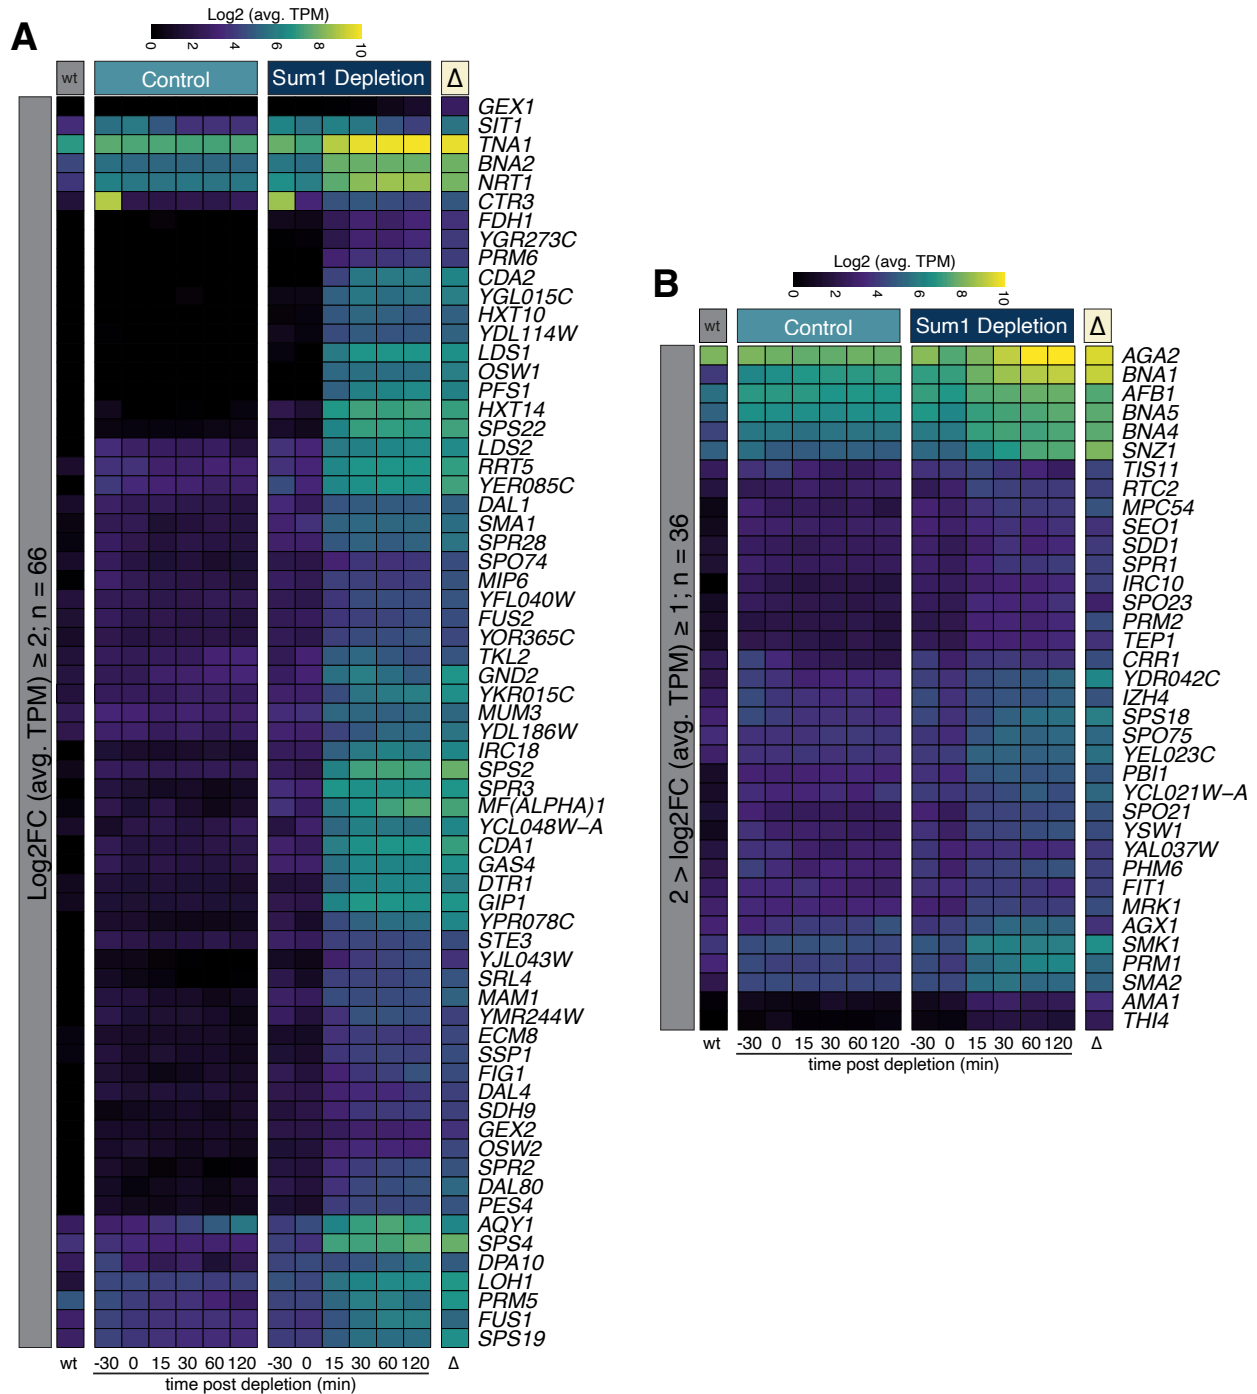 A
Log2 (avg. TPM)
0 2 4 6 8 10
wt Control Sum1 Depletion Δ
Log2FC (avg. TPM) ≥ 2; n = 66
GEX1
SIT1
TNA1
BNA2
NRT1
CTR3
FDH1
YGR273C
PRM6
CDA2
YGL015C
HXT10
YDL114W
LDS1
OSW1
PFS1
HXT14
SPS22
LDS2
RRT5
YER085C
DAL1
SMA1
SPR28
SPO74
MIP6
YFL040W
FUS2
YOR365C
TKL2
GND2
YKR015C
MUM3
YDL186W
IRC18
SPS2
SPR3
MF(ALPHA)1
YCL048W−A
CDA1
GAS4
DTR1
GIP1
YPR078C
STE3
YJL043W
SRL4
MAM1
YMR244W
ECM8
SSP1
FIG1
DAL4
SDH9
GEX2
OSW2
SPR2
DAL80
PES4
AQY1
SPS4
DPA10
LOH1
PRM5
FUS1
SPS19
wt -30 0 15 30 60 120 -30 0 15 30 60 120 Δ
time post depletion (min)
B
Log2 (avg. TPM)
0 2 4 6 8 10
wt Control Sum1 Depletion Δ
2 > log2FC (avg. TPM) ≥ 1; n = 36
AGA2
BNA1
AFB1
BNA5
BNA4
SNZ1
TIS11
RTC2
MPC54
SEO1
SDD1
SPR1
IRC10
SPO23
PRM2
TEP1
CRR1
YDR042C
IZH4
SPS18
SPO75
YEL023C
PBI1
YCL021W−A
SPO21
YSW1
YAL037W
PHM6
FIT1
MRK1
AGX1
SMK1
PRM1
SMA2
AMA1
THI4
wt -30 0 15 30 60 120 -30 0 15 30 60 120 Δ
time post depletion (min)